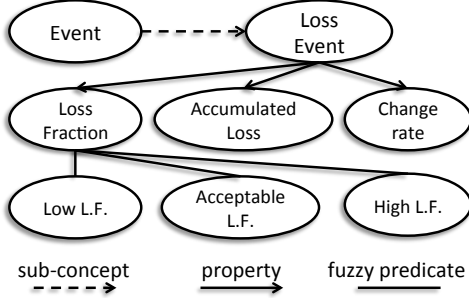 Event
Loss
Event
Loss
Fraction
Accumulated
Loss
Change
rate
Low L.F.
Acceptable
L.F.
High L.F.
sub-concept
property
fuzzy predicate